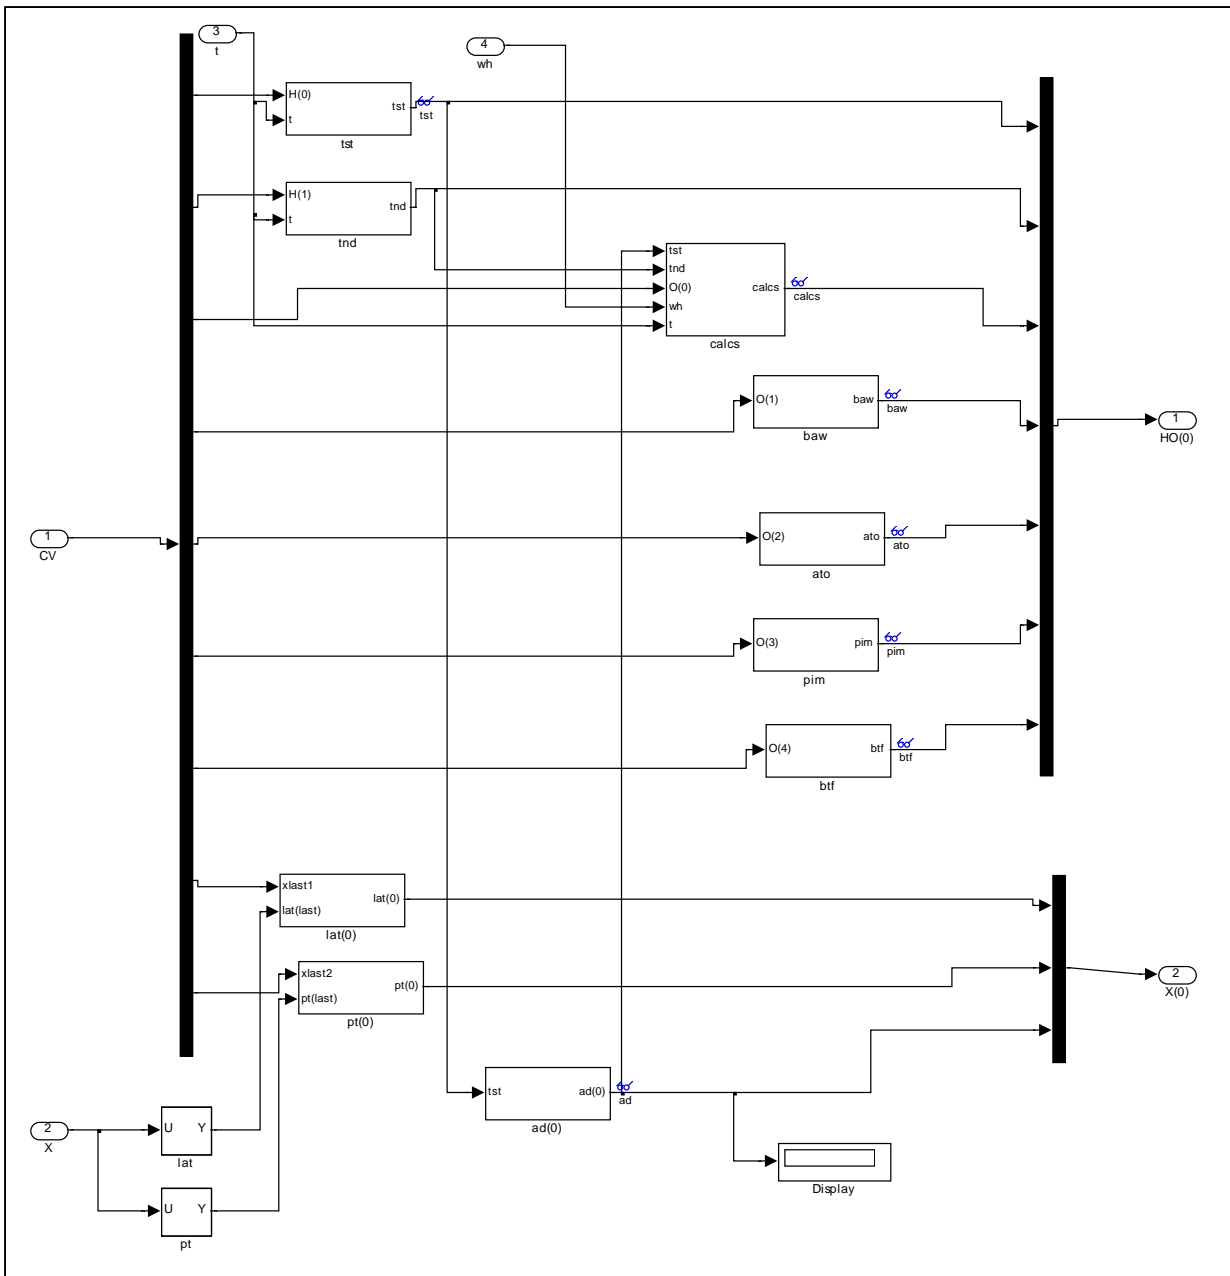 3
t
4
wh
H(0)
t
tst
tst
tst
H(1)
t
tnd
tnd
tst
tnd
O(0)
wh
t
calcs
calcs
calcs
O(1)
baw
baw
baw
1
HO(0)
1
CV
O(2)
ato
ato
ato
O(3)
pim
pim
pim
O(4)
btf
btf
btf
xlast1
lat(last)
lat(0)
lat(0)
xlast2
pt(last)
pt(0)
pt(0)
2
X(0)
tst
ad(0)
ad
ad(0)
2
X
U
Y
lat
Display
U
Y
pt